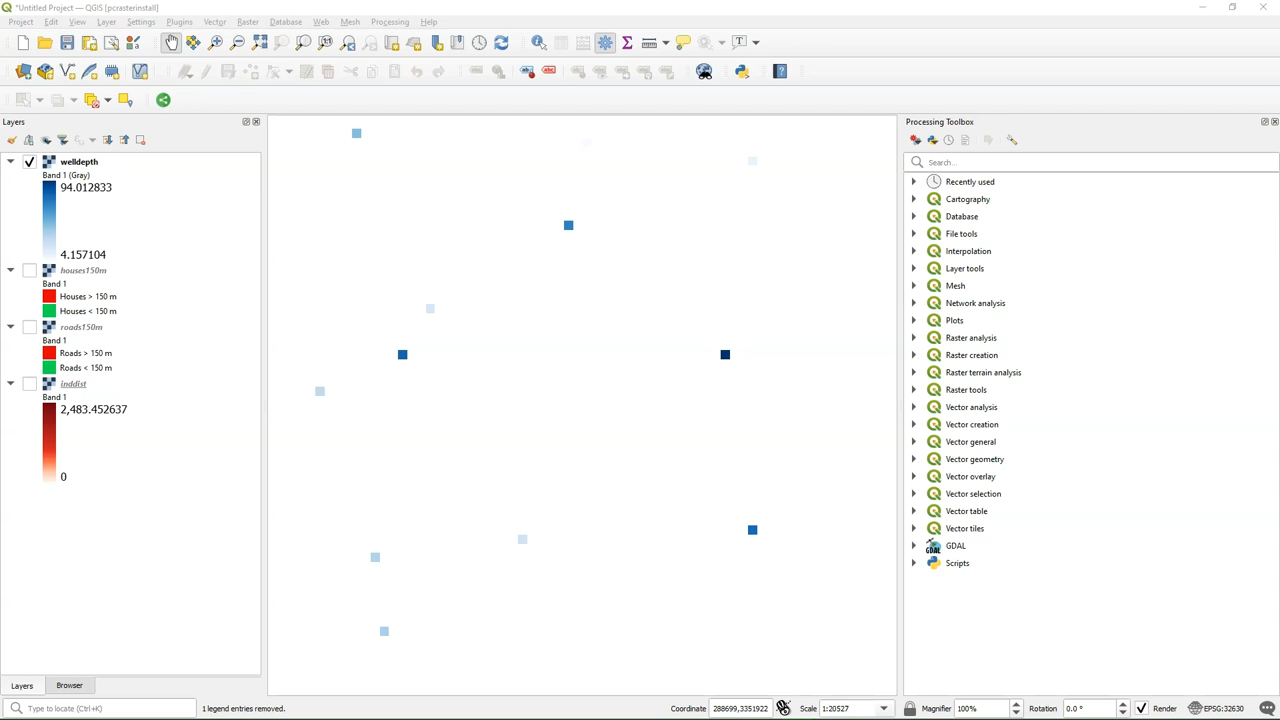 *Untitled Project — QGIS [pcrasterinstall]
Project Edit View Layer Settings Plugins Vector Raster Database Web Mesh Processing Help
Layers
welldepth
Band 1 (Gray)
94.012833
4.157104
houses150m
Band 1
Houses > 150 m
Houses < 150 m
roads150m
Band 1
Roads > 150 m
Roads < 150 m
inddist
Band 1
2,483.452637
0
Layers Browser
Processing Toolbox
Search...
Recently used
Cartography
Database
File tools
Interpolation
Layer tools
Mesh
Network analysis
Plots
Raster analysis
Raster creation
Raster terrain analysis
Raster tools
Vector analysis
Vector creation
Vector general
Vector geometry
Vector overlay
Vector selection
Vector table
Vector tiles
GDAL
GDAL
Scripts
Type to locate (Ctrl+K) 1 legend entries removed. Coordinate 288699,3351922 Scale 1:20527 Magnifier 100% Rotation 0.0 ° Render EPSG:32630